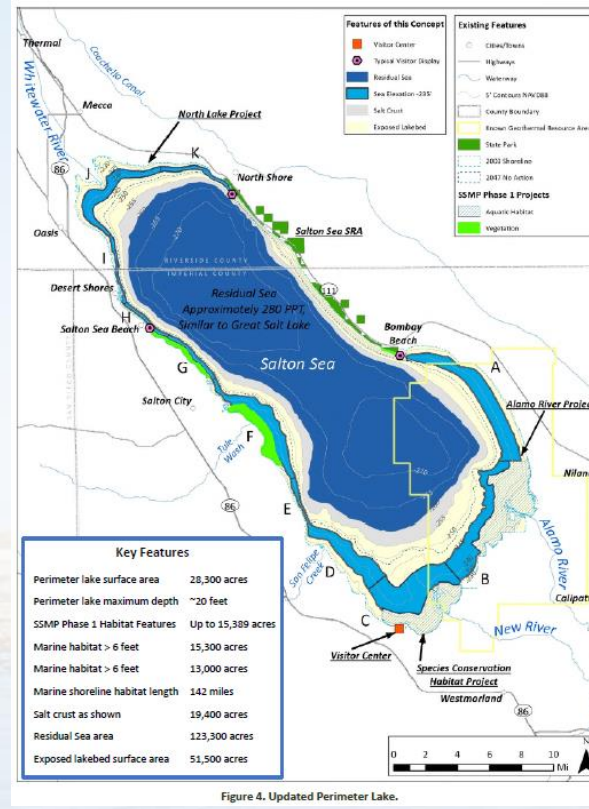 Features of this Concept
Visitor Center
Typical Visitor Display
Residual Sea
Sea Elevation -235'
Salt Crust
Exposed Lakebed
Existing Features
Cities/Towns
Highways
Waterway
5' Contours NAVD88
County Boundary
Known Geothermal Resource Area
State Park
2003 Shoreline
2047 No Action
SSMP Phase 1 Projects
Aquatic Habitat
Vegetation
Thermal
Coachella Canal
Whitewater River
Mecca
North Lake Project
86
K
J
North Shore
Oasis
Salton Sea SRA
I
RIVERSIDE COUNTY
IMPERIAL COUNTY
Desert Shores
111
Residual Sea
Approximately 280 PPT,
Similar to Great Salt Lake
H
Salton Sea Beach
Bombay
Beach
A
Salton Sea
G
Salton City
Alamo River Project
Tule
Wash
F
Niland
86
E
Alamo River
San Felipe
Creek
D
B
Calipatria
C
New River
Visitor Center
Species Conservation
Habitat Project
Westmorland
86
Key Features
Perimeter lake surface area 28,300 acres
Perimeter lake maximum depth ~20 feet
SSMP Phase 1 Habitat Features Up to 15,389 acres
Marine habitat > 6 feet 15,300 acres
Marine habitat > 6 feet 13,000 acres
Marine shoreline habitat length 142 miles
Salt crust as shown 19,400 acres
Residual Sea area 123,300 acres
Exposed lakebed surface area 51,500 acres
N
0 2 4 6 8 10
Mi
Figure 4. Updated Perimeter Lake.